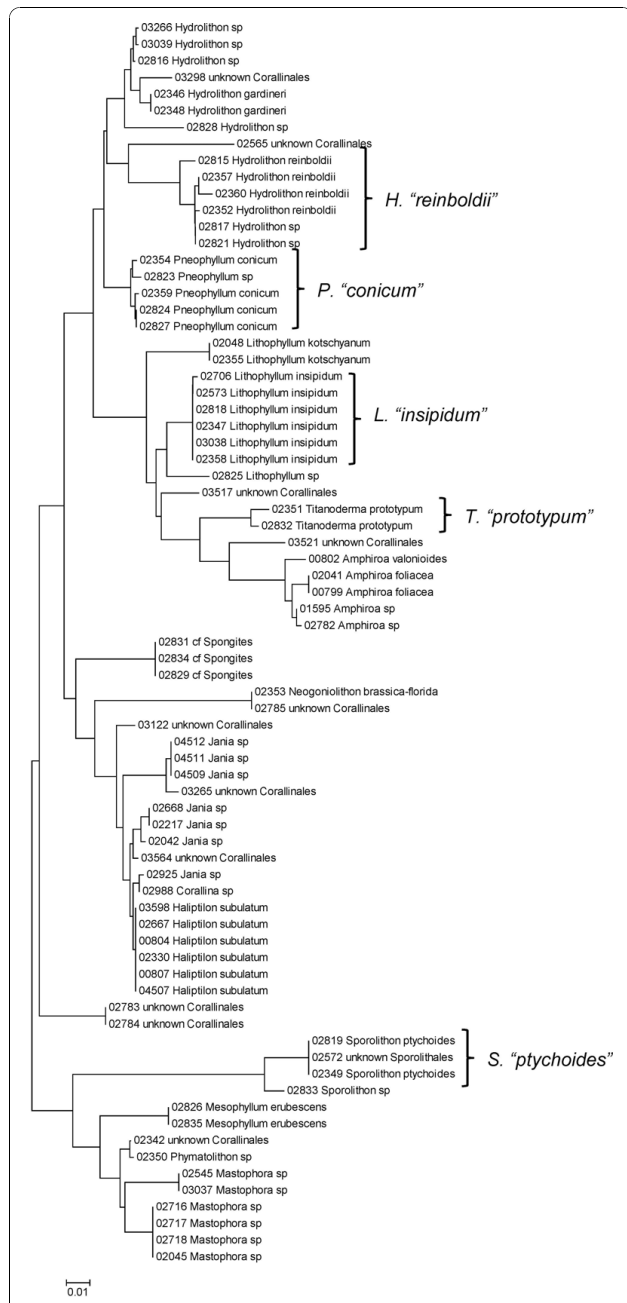 03266 Hydrolithon sp
03039 Hydrolithon sp
02816 Hydrolithon sp
03298 unknown Corallinales
02346 Hydrolithon gardineri
02348 Hydrolithon gardineri
02828 Hydrolithon sp
02565 unknown Corallinales
02815 Hydrolithon reinboldii
02357 Hydrolithon reinboldii
02360 Hydrolithon reinboldii
H. “reinboldii”
02352 Hydrolithon reinboldii
02817 Hydrolithon sp
02821 Hydrolithon sp
02354 Pneophyllum conicum
02823 Pneophyllum sp
02359 Pneophyllum conicum
P. “conicum”
02824 Pneophyllum conicum
02827 Pneophyllum conicum
02048 Lithophyllum kotschyanum
02355 Lithophyllum kotschyanum
02706 Lithophyllum insipidum
02573 Lithophyllum insipidum
02818 Lithophyllum insipidum
L. “insipidum”
02347 Lithophyllum insipidum
03038 Lithophyllum insipidum
02358 Lithophyllum insipidum
02825 Lithophyllum sp
03517 unknown Corallinales
02351 Titanoderma prototypum
T. “prototypum”
02832 Titanoderma prototypum
03521 unknown Corallinales
00802 Amphiroa valonioides
02041 Amphiroa foliacea
00799 Amphiroa foliacea
01595 Amphiroa sp
02782 Amphiroa sp
02831 cf Spongites
02834 cf Spongites
02829 cf Spongites
02353 Neogoniolithon brassica-florida
02785 unknown Corallinales
03122 unknown Corallinales
04512 Jania sp
04511 Jania sp
04509 Jania sp
03265 unknown Corallinales
02668 Jania sp
02217 Jania sp
02042 Jania sp
03564 unknown Corallinales
02925 Jania sp
02988 Corallina sp
03598 Haliptilon subulatum
02667 Haliptilon subulatum
00804 Haliptilon subulatum
02330 Haliptilon subulatum
00807 Haliptilon subulatum
04507 Haliptilon subulatum
02783 unknown Corallinales
02784 unknown Corallinales
02819 Sporolithon ptychoides
02572 unknown Sporolithales
S. “ptychoides”
02349 Sporolithon ptychoides
02833 Sporolithon sp
02826 Mesophyllum erubescens
02835 Mesophyllum erubescens
02342 unknown Corallinales
02350 Phymatolithon sp
02545 Mastophora sp
03037 Mastophora sp
02716 Mastophora sp
02717 Mastophora sp
02718 Mastophora sp
02045 Mastophora sp
0.01